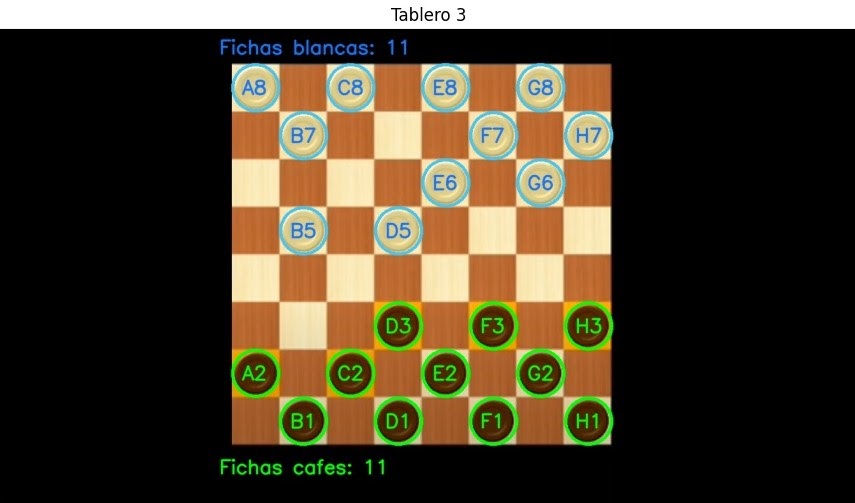 Tablero 3
Fichas blancas: 11
A8 C8 E8 G8
B7 F7 H7
E6 G6
B5 D5
D3 F3 H3
A2 C2 E2 G2
B1 D1 F1 H1
Fichas cafes: 11